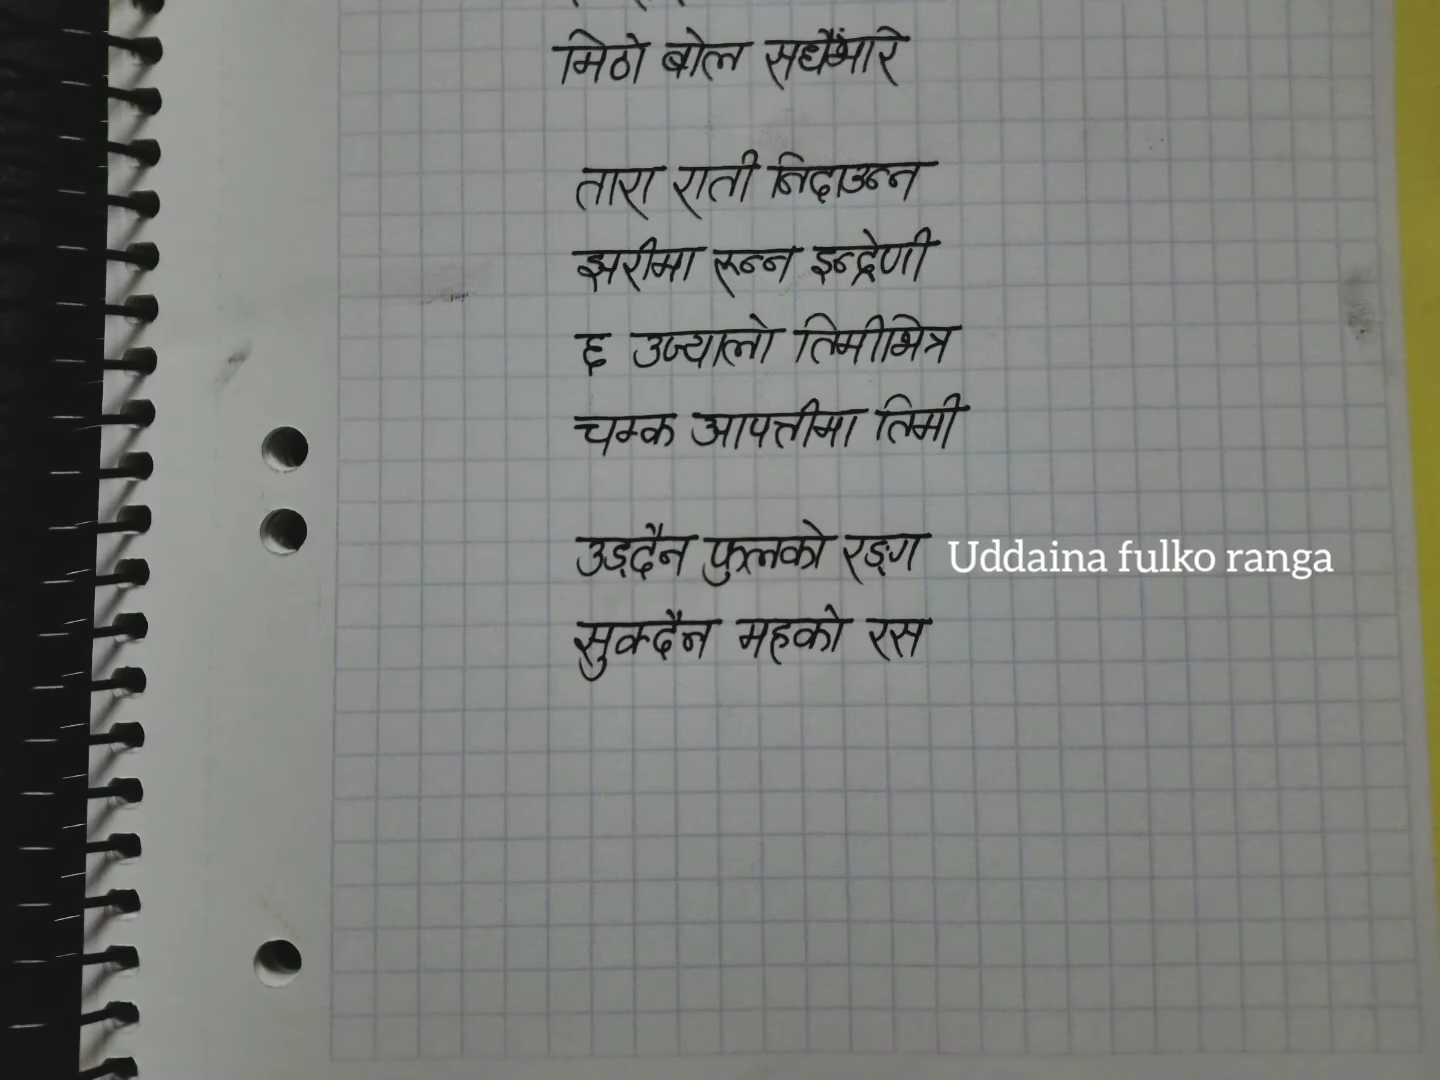 मिठो बोल सधैँभरि
तारा राती निदाउन्न
झरीमा रून्न इन्द्रेणी
छ उज्यालो तिमीभित्र
चम्क आपत्तीमा तिमी
उड्दैन फुलको रङ्ग Uddaina fulko ranga
सुक्दैन महको रस